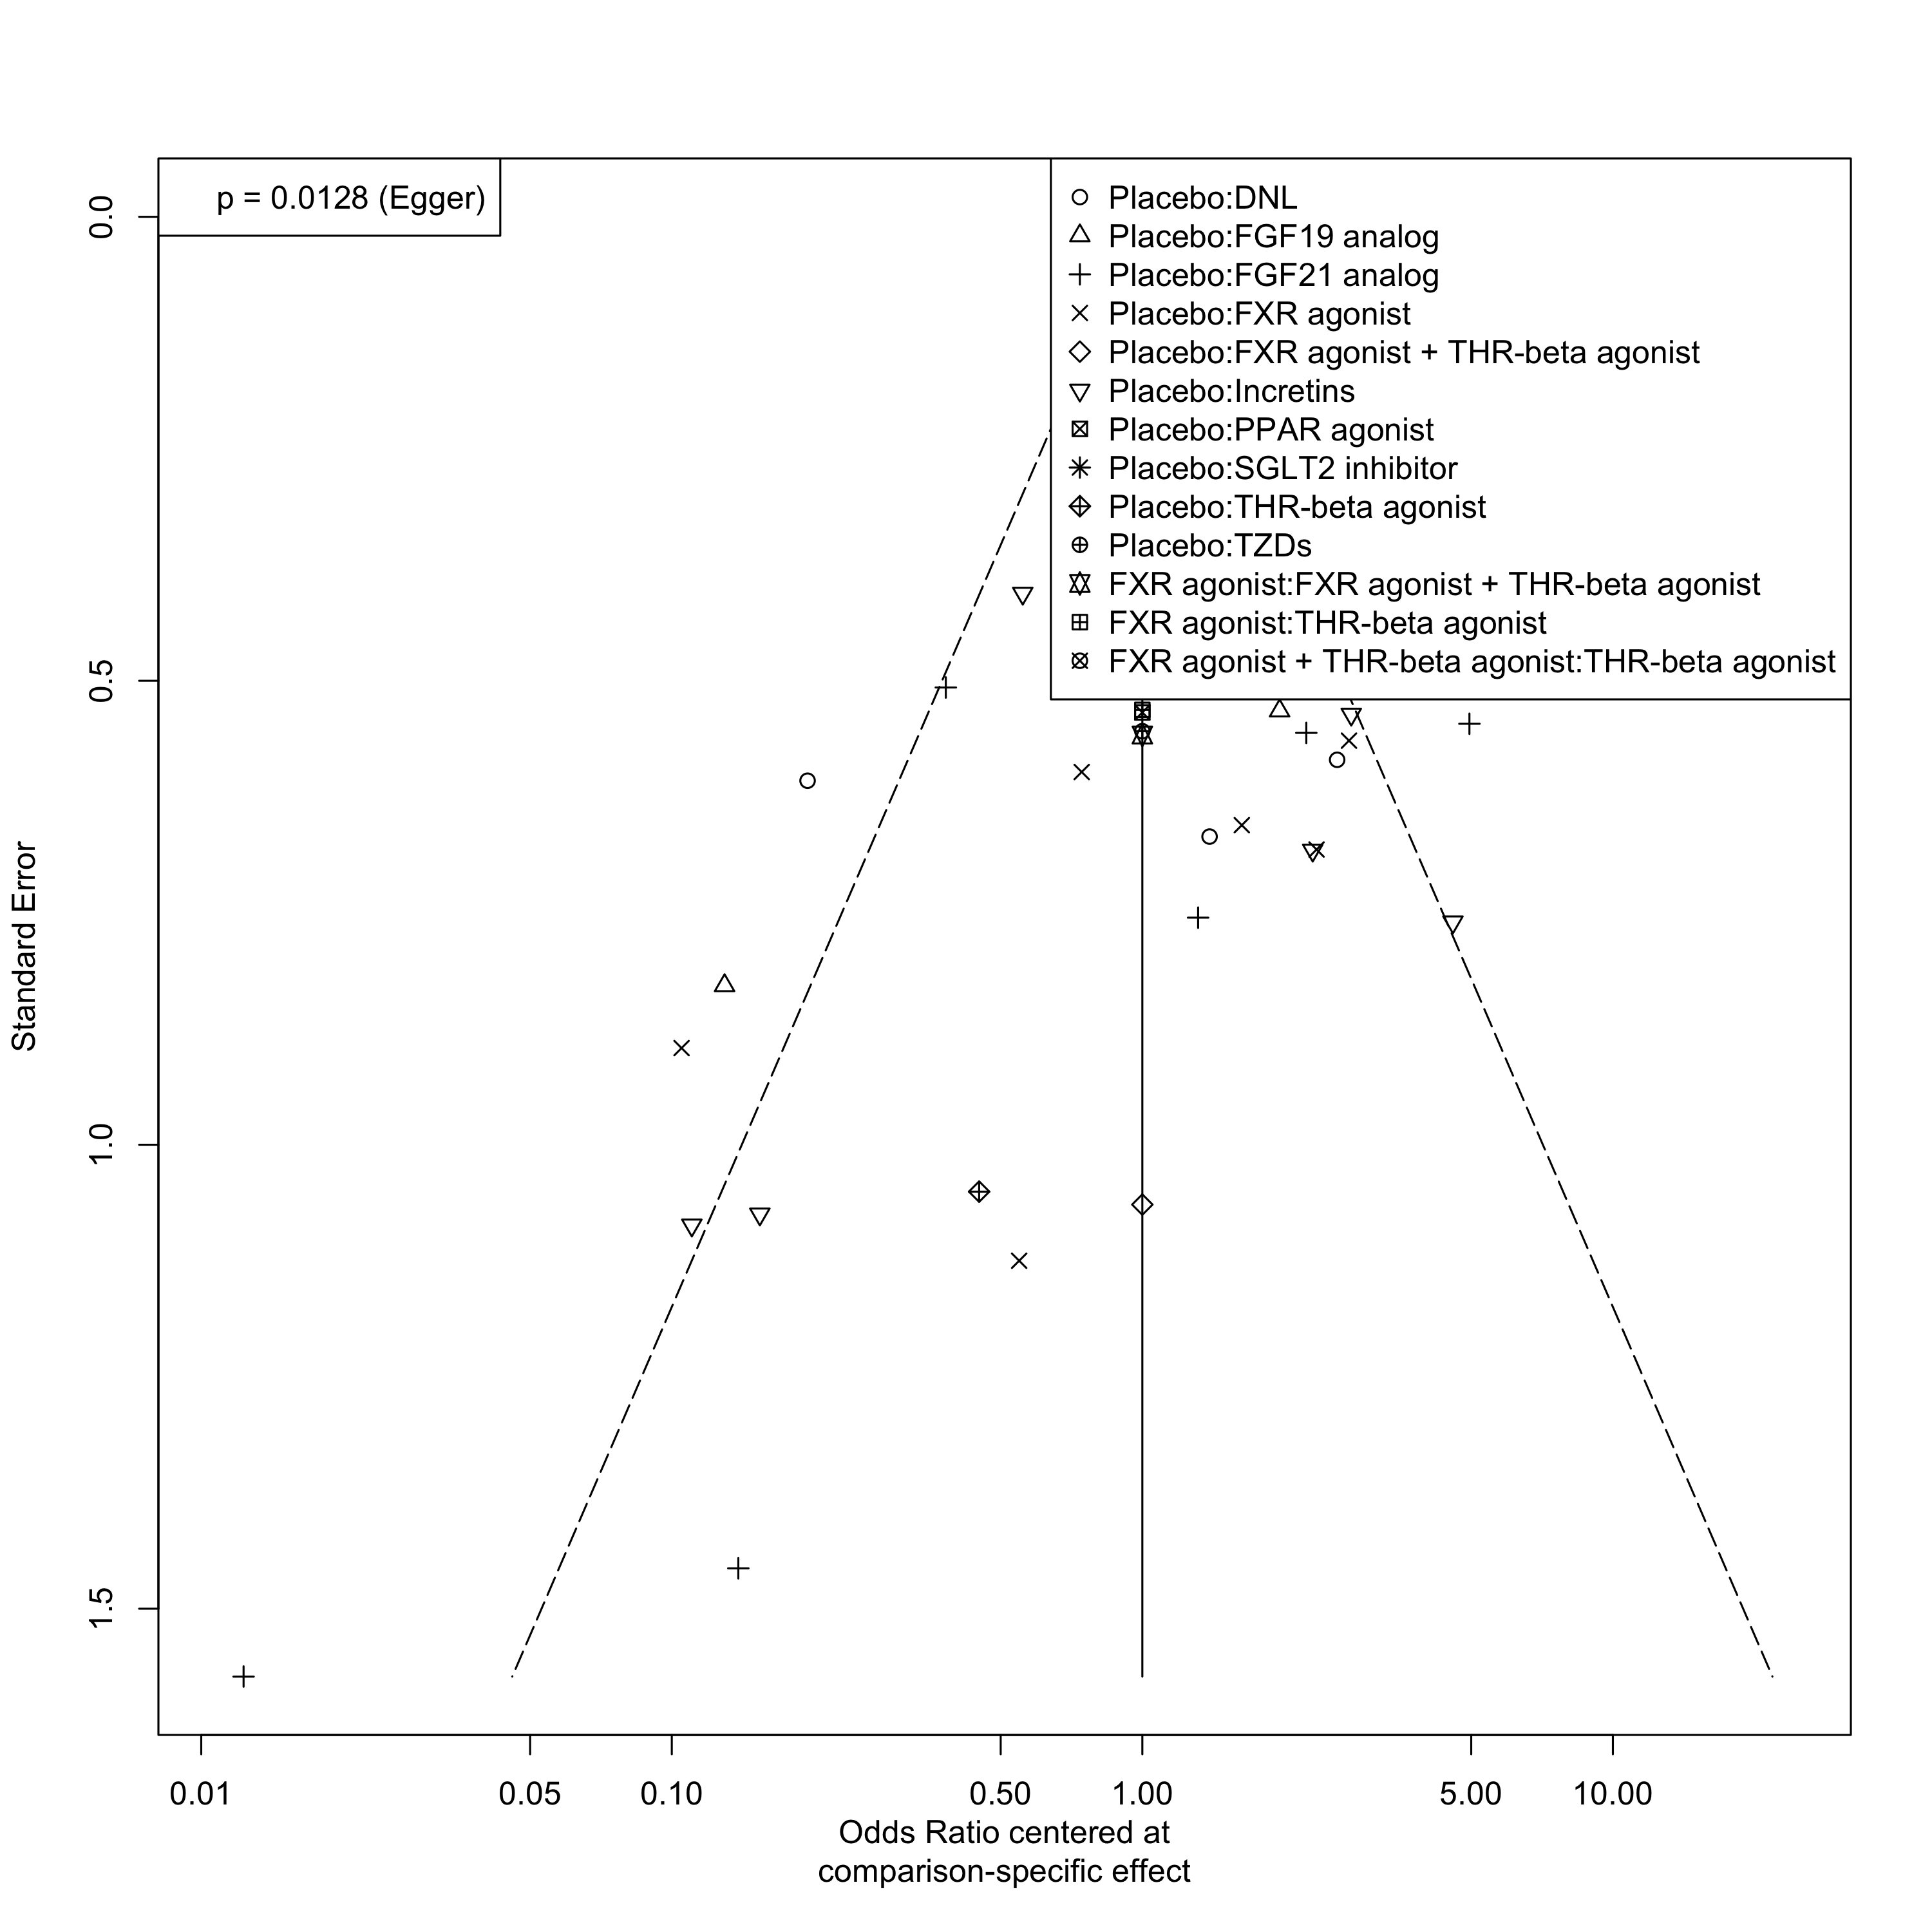 p = 0.0128 (Egger)
Placebo:DNL
Placebo:FGF19 analog
Placebo:FGF21 analog
Placebo:FXR agonist
Placebo:FXR agonist + THR-beta agonist
Placebo:Incretins
Placebo:PPAR agonist
Placebo:SGLT2 inhibitor
Placebo:THR-beta agonist
Placebo:TZDs
FXR agonist:FXR agonist + THR-beta agonist
FXR agonist:THR-beta agonist
FXR agonist + THR-beta agonist:THR-beta agonist
0.0
0.5
1.0
1.5
Standard Error
0.01 0.05 0.10 0.50 1.00 5.00 10.00
Odds Ratio centered at
comparison-specific effect